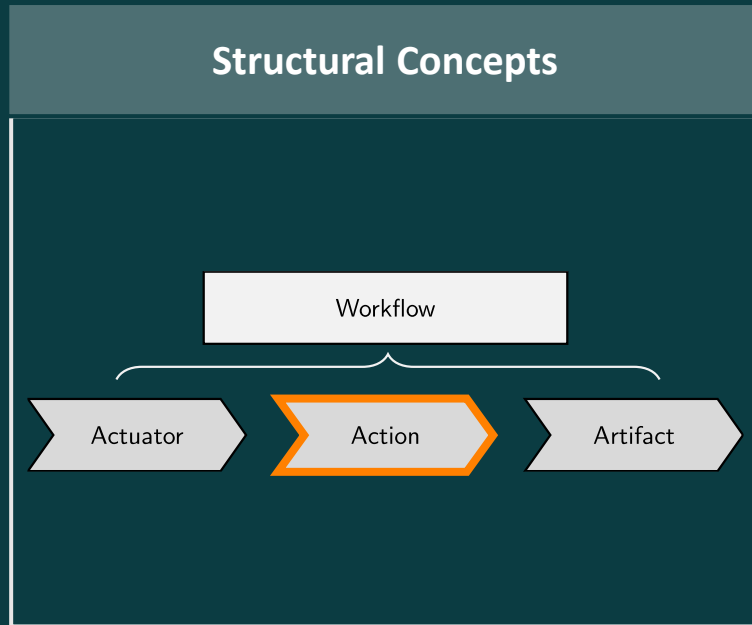 Structural Concepts
Workflow
Actuator
Action
Artifact